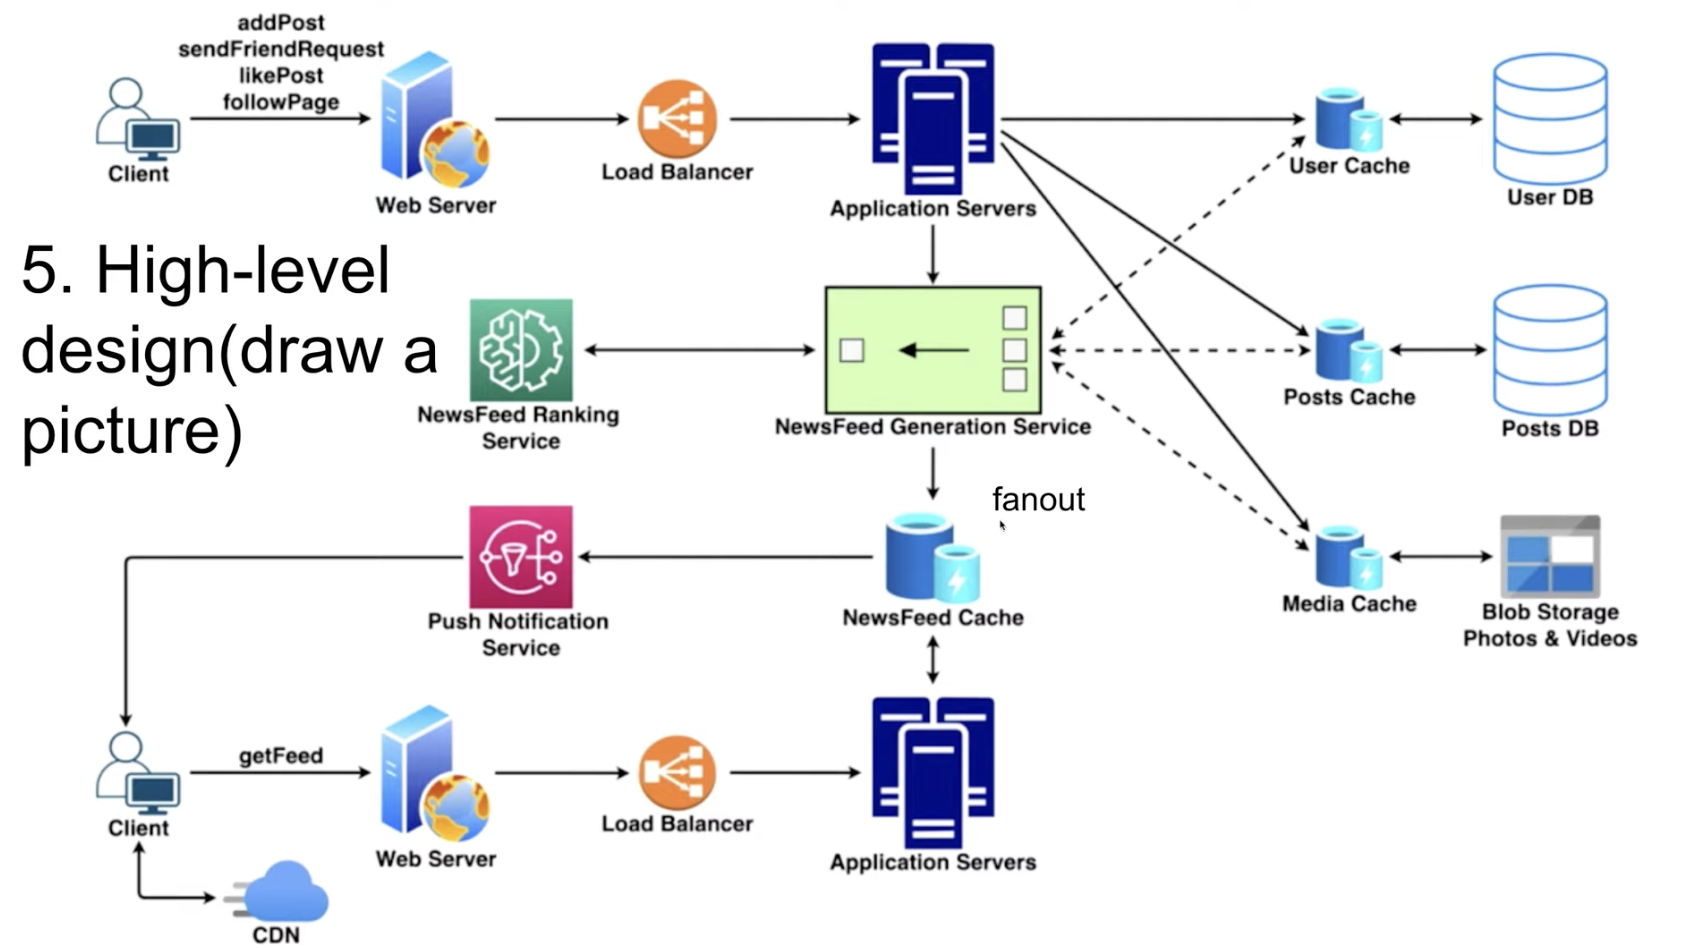 addPost
sendFriendRequest
likePost
followPage
Client
Web Server
Load Balancer
Application Servers
User Cache
User DB
5. High-level
design(draw a
picture)
NewsFeed Ranking
Service
NewsFeed Generation Service
Posts Cache
Posts DB
fanout
Push Notification
Service
NewsFeed Cache
Media Cache
Blob Storage
Photos & Videos
getFeed
Client
Web Server
Load Balancer
Application Servers
CDN